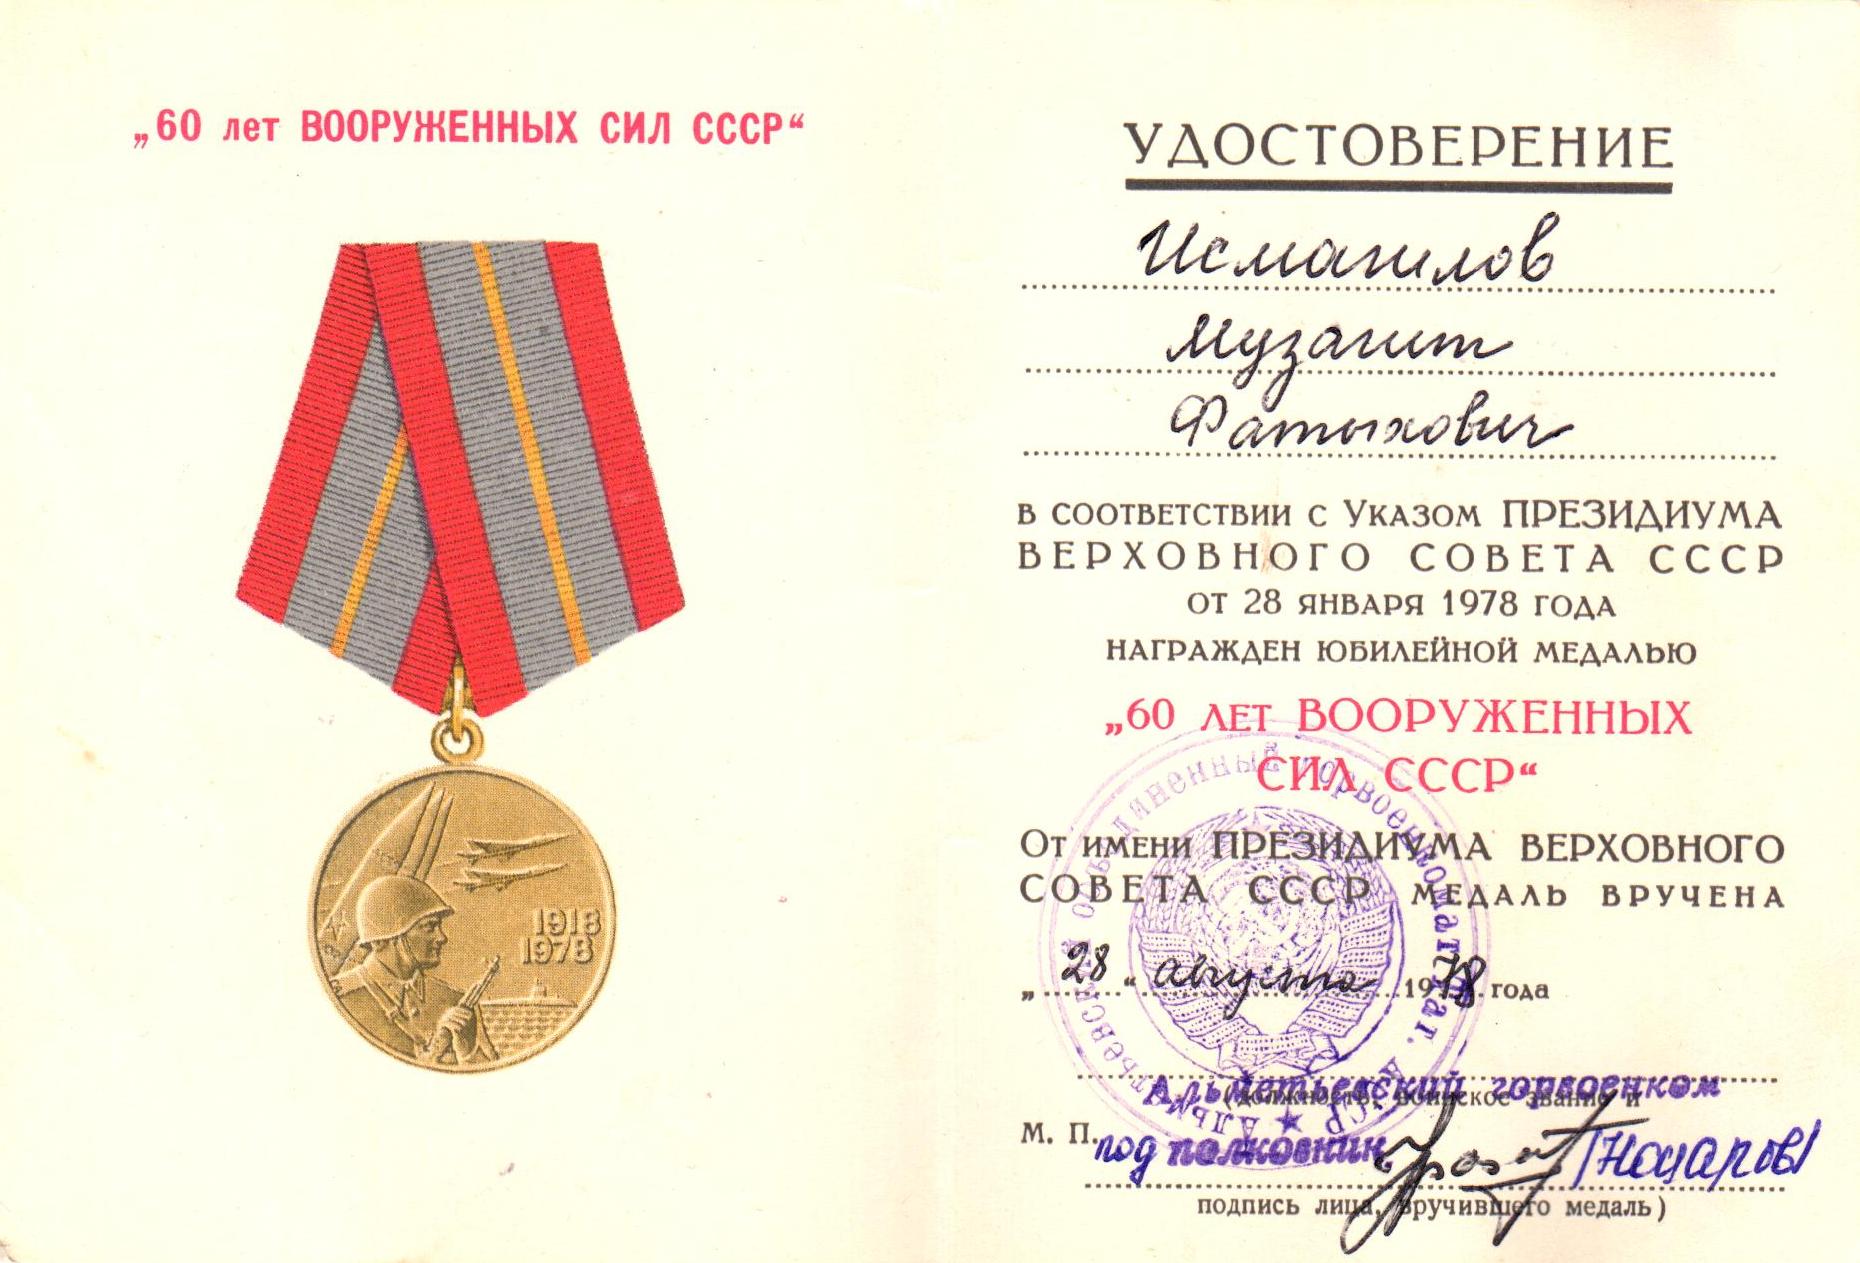 „60 лет ВООРУЖЕННЫХ СИЛ СССР“
1918
1978
УДОСТОВЕРЕНИЕ
Исмагилов
Музагит
Фатыхович
В СООТВЕТСТВИИ С УКАЗОМ ПРЕЗИДИУМА
ВЕРХОВНОГО СОВЕТА СССР
ОТ 28 ЯНВАРЯ 1978 ГОДА
НАГРАЖДЕН ЮБИЛЕЙНОЙ МЕДАЛЬЮ
„60 ЛЕТ ВООРУЖЕННЫХ
СИЛ СССР“
ОТ ИМЕНИ ПРЕЗИДИУМА ВЕРХОВНОГО
СОВЕТА СССР МЕДАЛЬ ВРУЧЕНА
„28“ августа 1978 года
Альметьевский горвоенком
(должность, воинское звание и
М. П. подполковник
подпись лица, вручившего медаль)